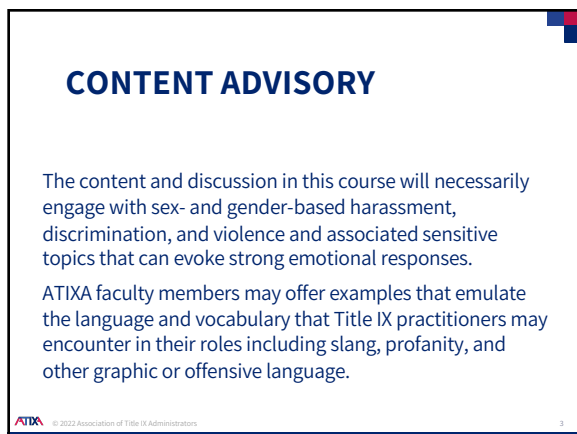 CONTENT ADVISORY
The content and discussion in this course will necessarily
engage with sex- and gender-based harassment,
discrimination, and violence and associated sensitive
topics that can evoke strong emotional responses.
ATIXA faculty members may offer examples that emulate
the language and vocabulary that Title IX practitioners may
encounter in their roles including slang, profanity, and
other graphic or offensive language.
ATIXA © 2022 Association of Title IX Administrators 3